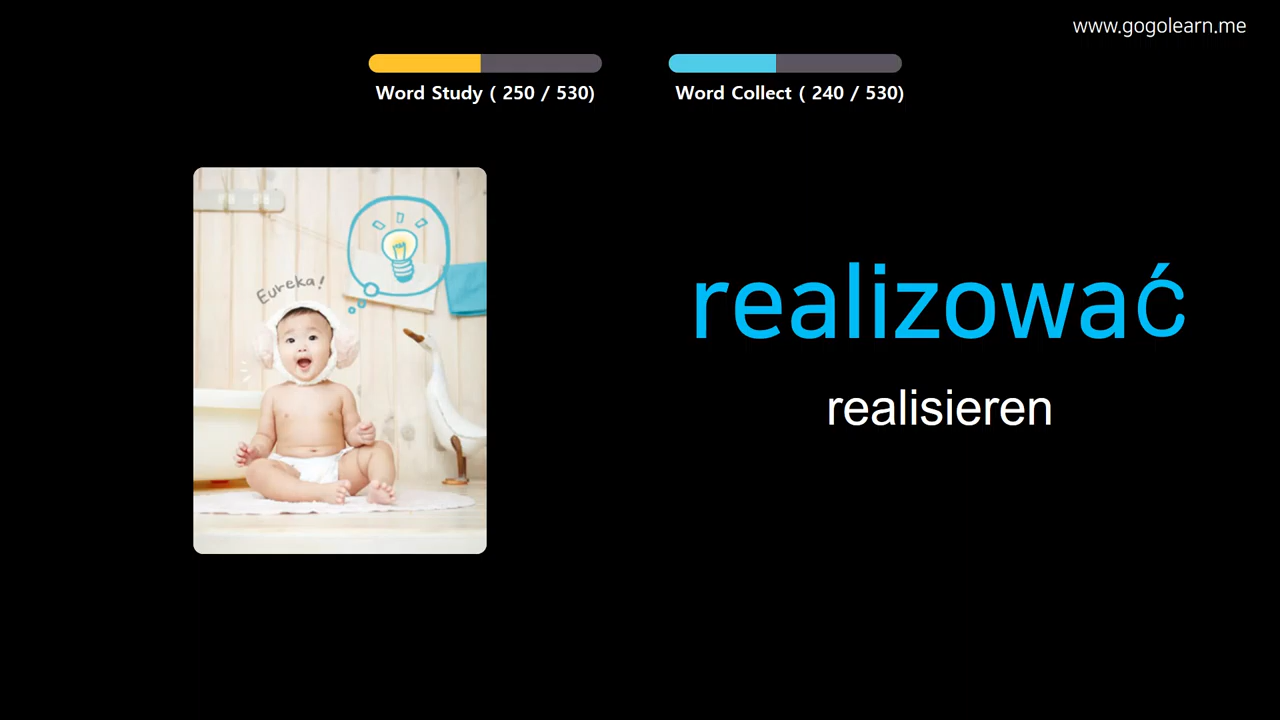 www.gogolearn.me
Word Study ( 250 / 530)
Word Collect ( 240 / 530)
Eureka!
realizować
realisieren